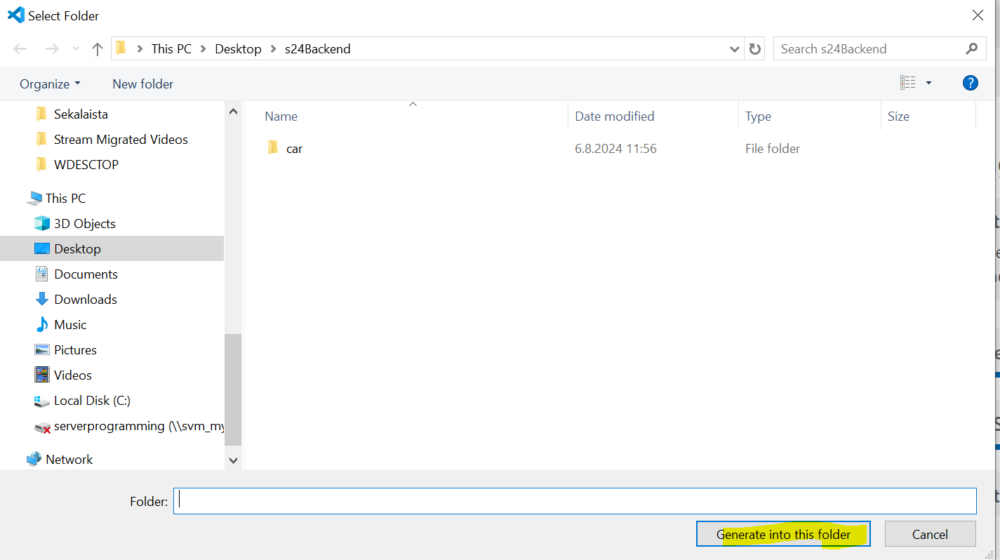 Select Folder
This PC Desktop s24Backend
Search s24Backend
Organize New folder
?
Name Date modified Type Size
car 6.8.2024 11:56 File folder
Sekalaista
Stream Migrated Videos
WDESCTOP
This PC
3D Objects
Desktop
Documents
Downloads
Music
Pictures
Videos
Local Disk (C:)
serverprogramming (\\svm_my
Network
Folder:
Generate into this folder Cancel